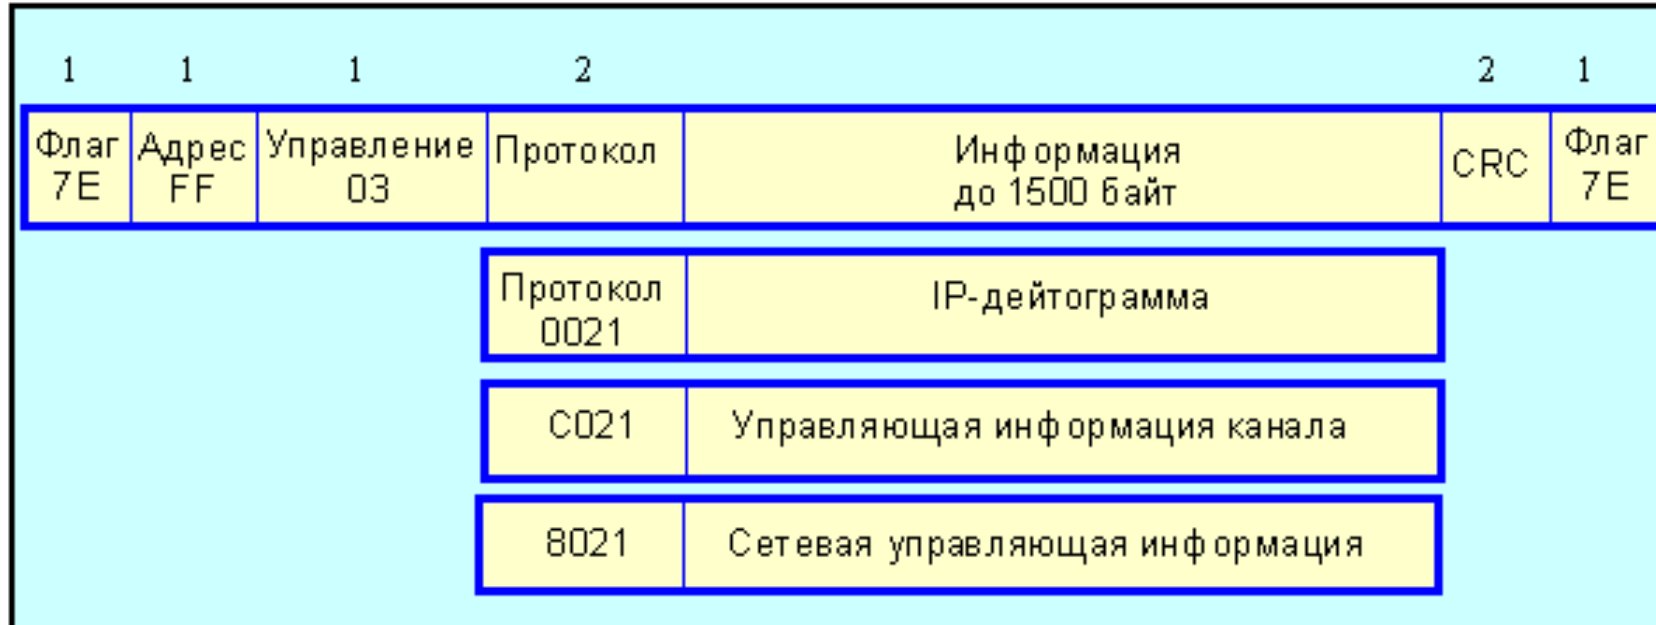 1 1 1 2 2 1
Флаг Адрес Управление Протокол Информация CRC Флаг
7E FF 03 до 1500 байт 7E
Протокол IP-дейтограмма
0021
C021 Управляющая информация канала
8021 Сетевая управляющая информация